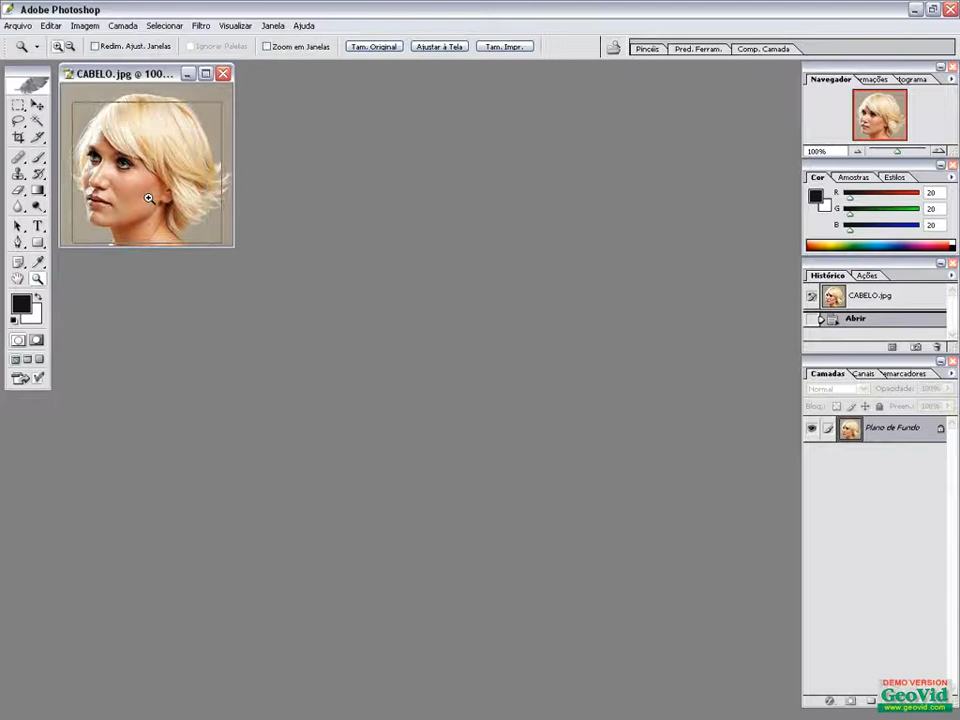 Adobe Photoshop
Arquivo Editar Imagem Camada Selecionar Filtro Visualizar Janela Ajuda
Redim. Ajust. Janelas Ignorar Paletas Zoom em Janelas Tam. Original Ajustar à Tela Tam. Impr. Pincéis Pred. Ferram. Comp. Camada
CABELO.jpg @ 100...
Navegador rmações tograma
100%
Cor Amostras Estilos
R 20
G 20
B 20
Histórico Ações
CABELO.jpg
Abrir
Camadas Canais emarcadores
Normal Opacidade: 100%
Bloq.: Preen.: 100%
Plano de Fundo
T
DEMO VERSION
GeoVid
www.geovid.com